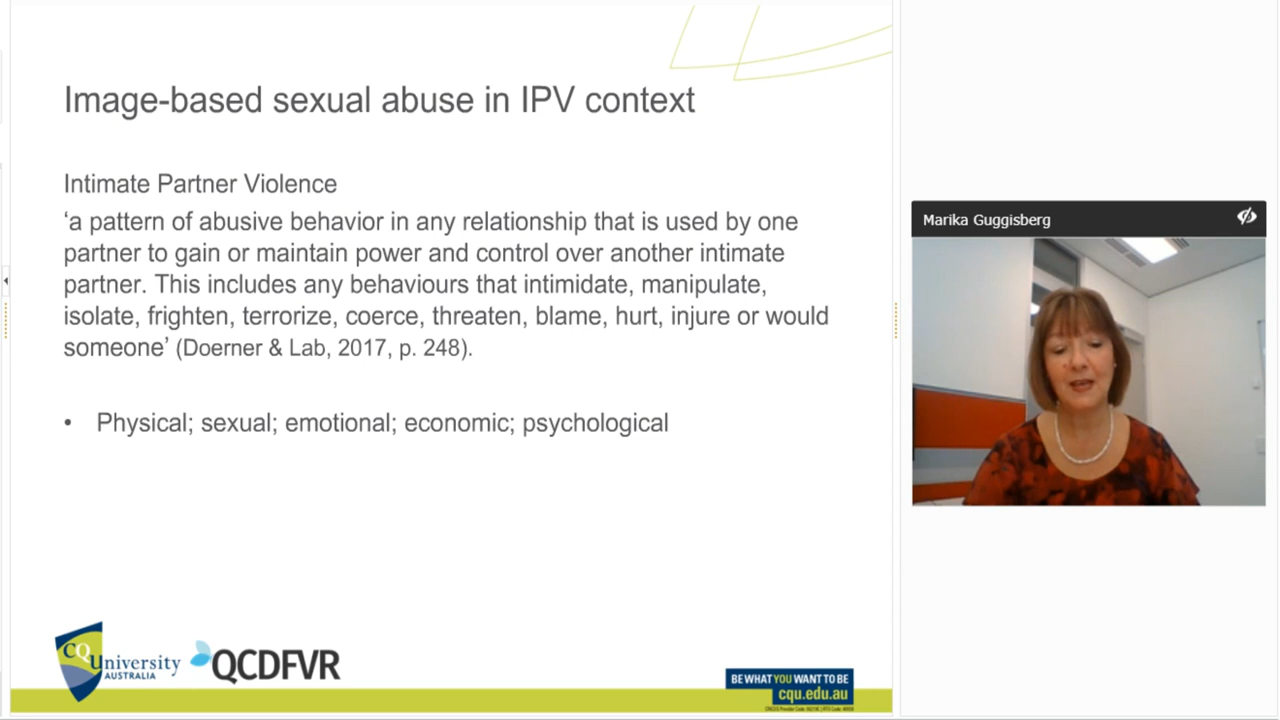 Image-based sexual abuse in IPV context
Intimate Partner Violence
‘a pattern of abusive behavior in any relationship that is used by one
partner to gain or maintain power and control over another intimate
partner. This includes any behaviours that intimidate, manipulate,
isolate, frighten, terrorize, coerce, threaten, blame, hurt, injure or would
someone’ (Doerner & Lab, 2017, p. 248).
• Physical; sexual; emotional; economic; psychological
Marika Guggisberg
CQUniversity
AUSTRALIA
QCDFVR
BE WHAT YOU WANT TO BE
cqu.edu.au